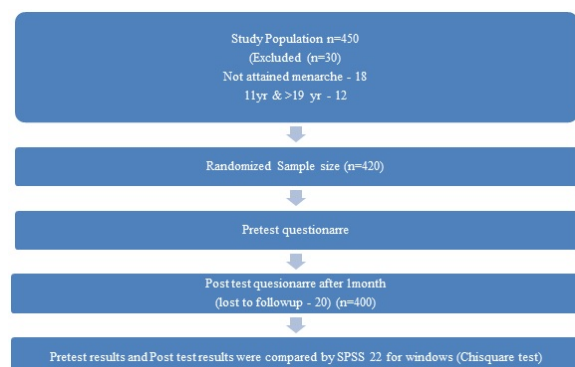 Study Population n=450
(Excluded (n=30)
Not attained menarche - 18
11yr & >19 yr - 12
Randomized Sample size (n=420)
Pretest questionarre
Post test quesionarre after 1month
(lost to followup - 20) (n=400)
Pretest results and Post test results were compared by SPSS 22 for windows (Chisquare test)